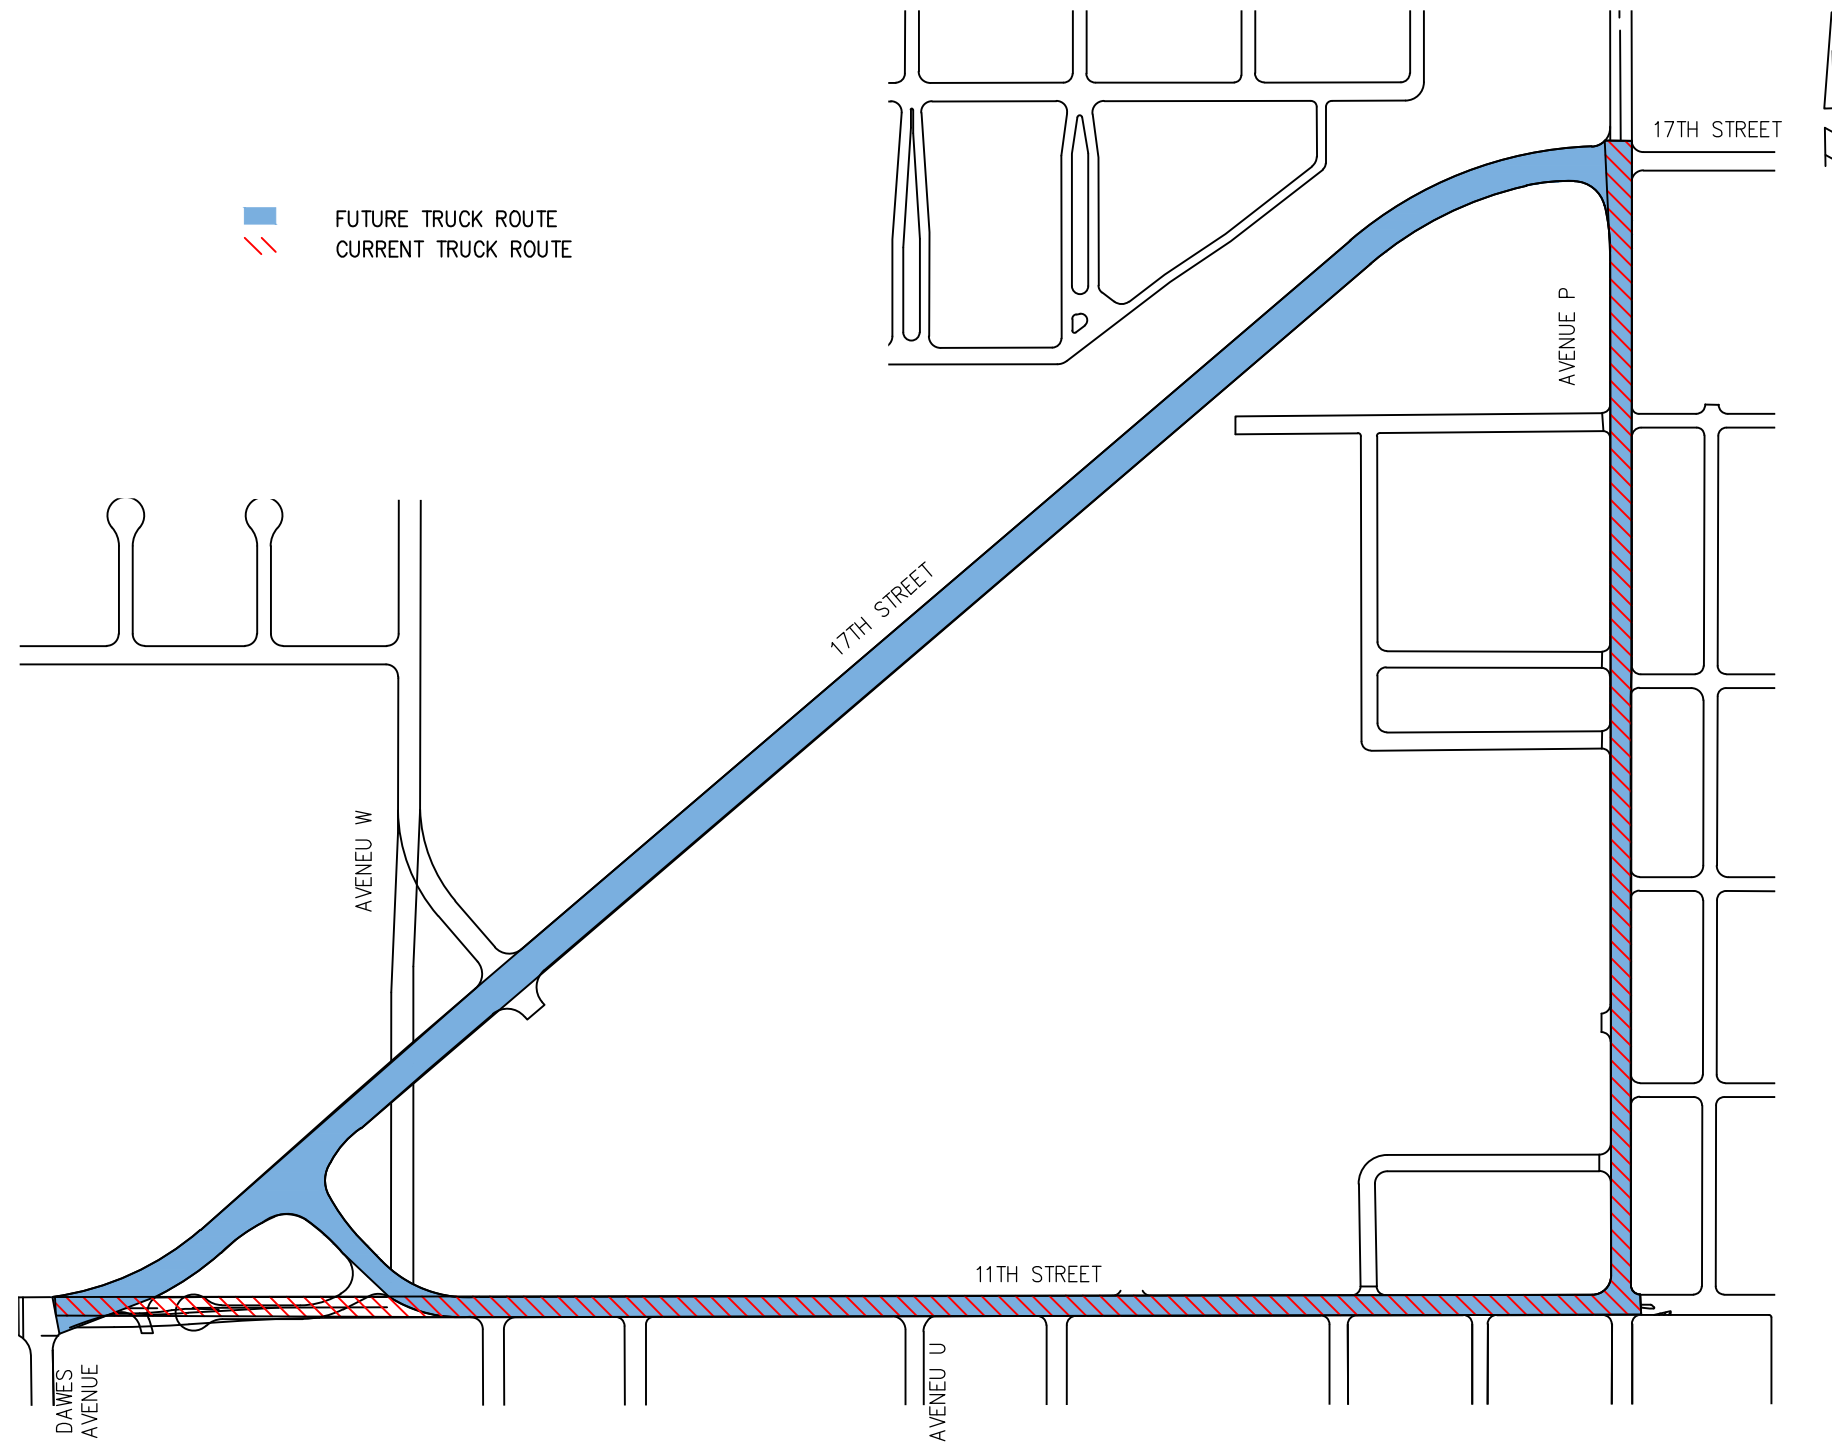 17TH STREET
FUTURE TRUCK ROUTE
CURRENT TRUCK ROUTE
AVENUE P
17TH STREET
AVENEU W
11TH STREET
DAWES
AVENUE
AVENEU U